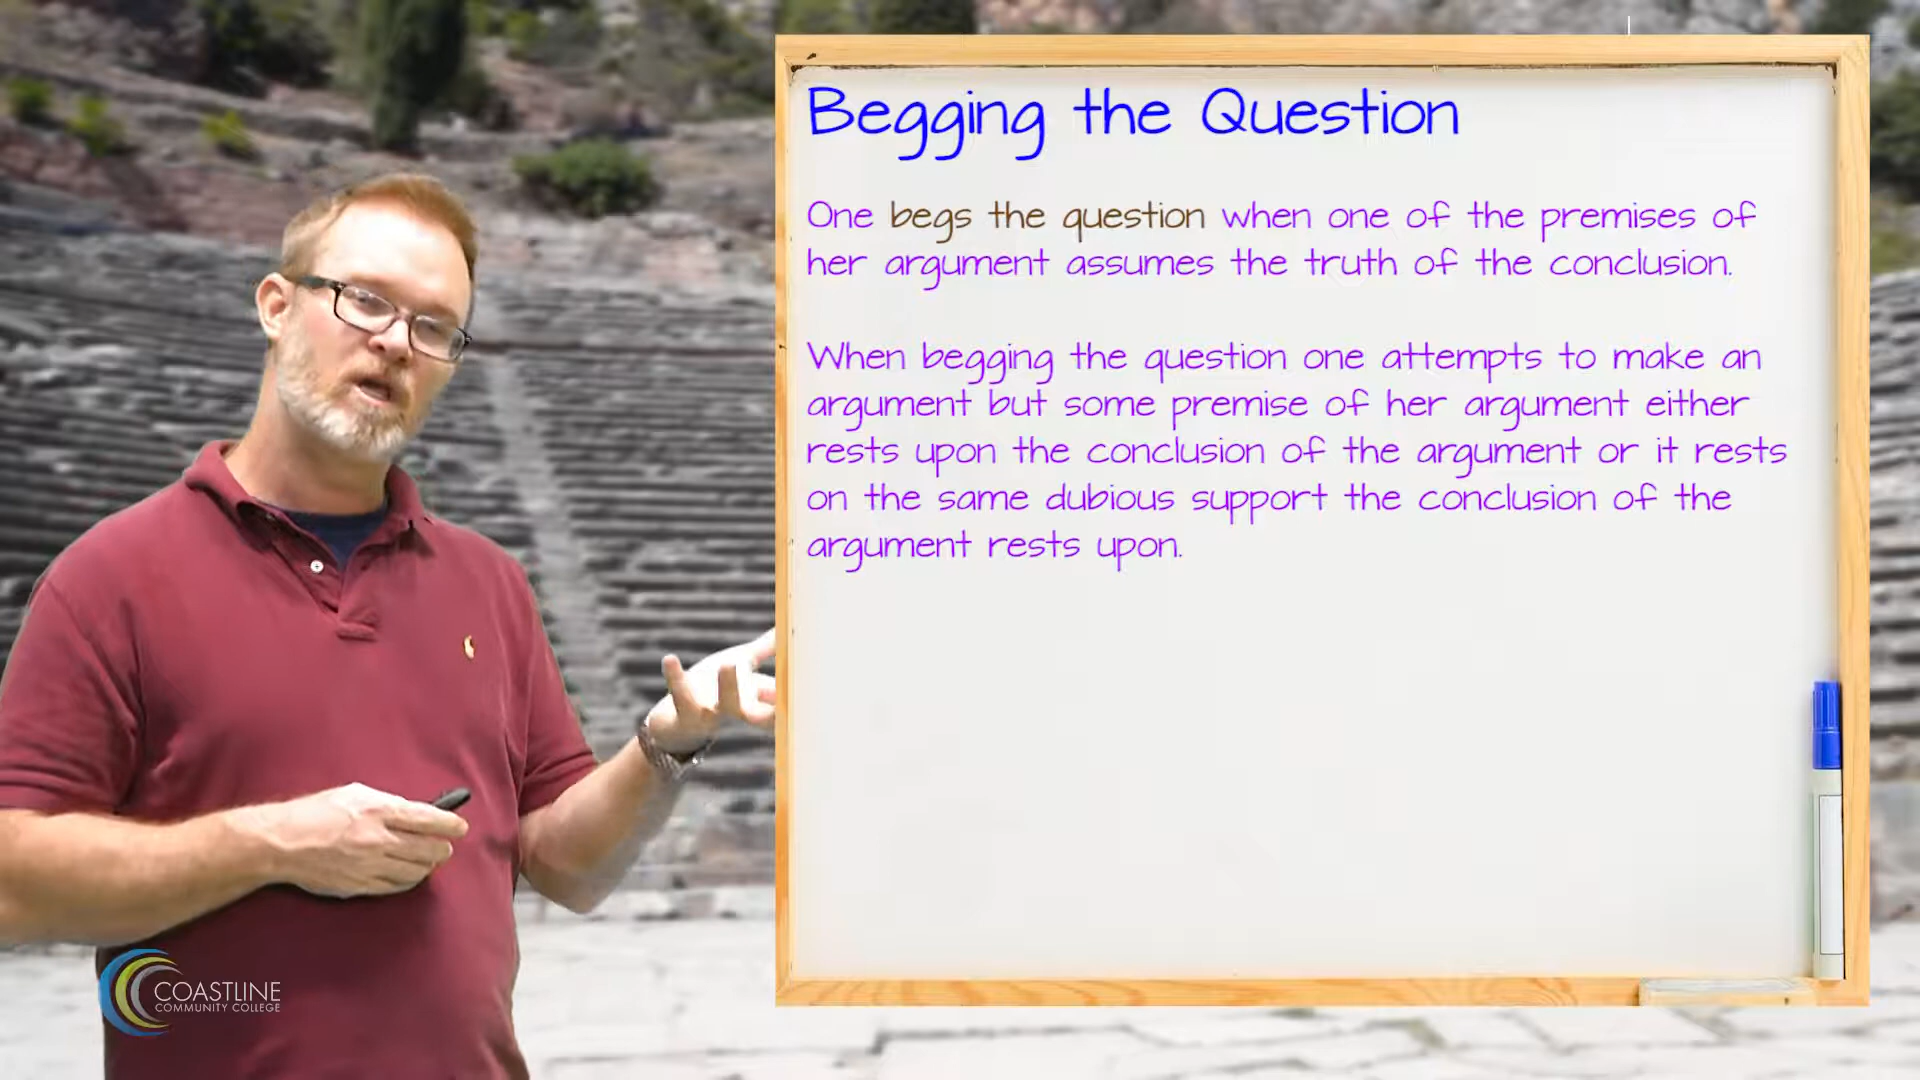 Begging the Question
One begs the question when one of the premises of
her argument assumes the truth of the conclusion.
When begging the question one attempts to make an
argument but some premise of her argument either
rests upon the conclusion of the argument or it rests
on the same dubious support the conclusion of the
argument rests upon.
COASTLINE
COMMUNITY COLLEGE